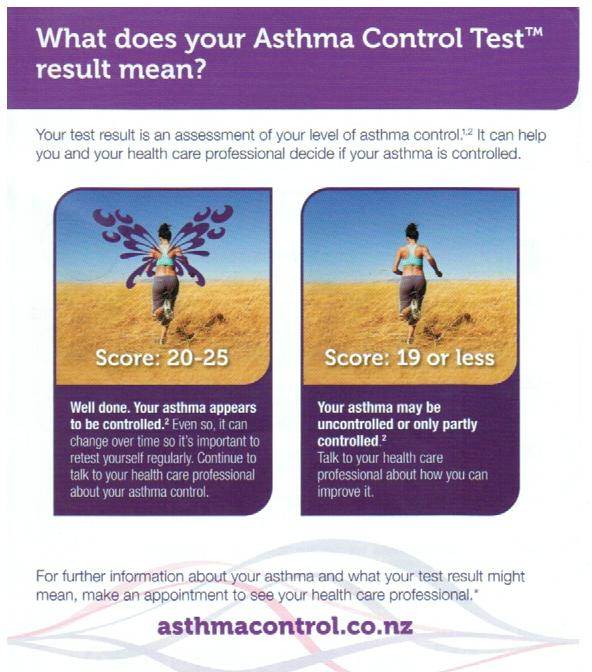 What does your Asthma Control Test™
result mean?
Your test result is an assessment of your level of asthma control.¹,² It can help
you and your health care professional decide if your asthma is controlled.
Score: 20-25
Well done. Your asthma appears
to be controlled.² Even so, it can
change over time so it's important to
retest yourself regularly. Continue to
talk to your health care professional
about your asthma control.
Score: 19 or less
Your asthma may be
uncontrolled or only partly
controlled.²
Talk to your health care
professional about how you can
improve it.
For further information about your asthma and what your test result might
mean, make an appointment to see your health care professional.*
asthmacontrol.co.nz